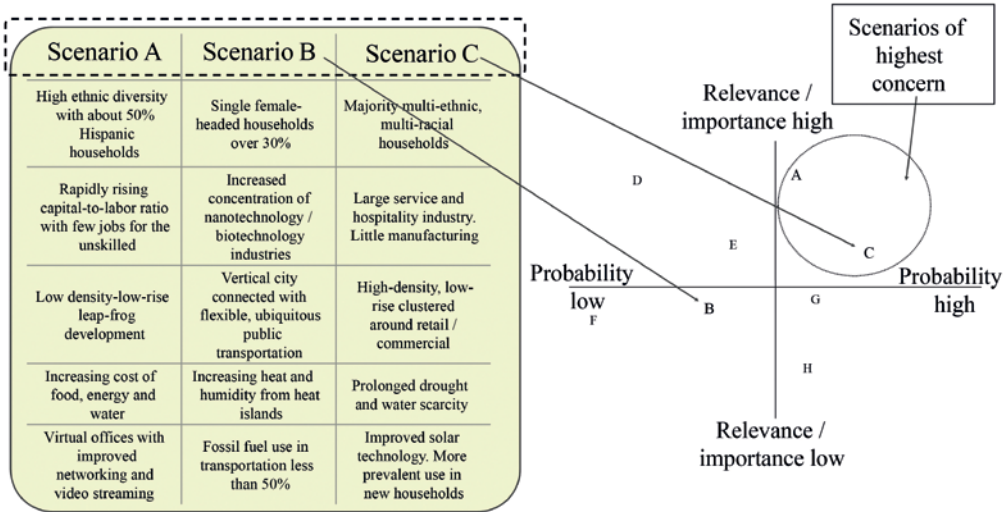 Scenario A
Scenario B
Scenario C
High ethnic diversity
with about 50%
Hispanic
households
Single female-
headed households
over 30%
Majority multi-ethnic,
multi-racial
households
Rapidly rising
capital-to-labor ratio
with few jobs for the
unskilled
Increased
concentration of
nanotechnology /
biotechnology
industries
Large service and
hospitality industry.
Little manufacturing
Low density-low-rise
leap-frog
development
Vertical city
connected with
flexible, ubiquitous
public
transportation
High-density, low-
rise clustered
around retail /
commercial
Increasing cost of
food, energy and
water
Increasing heat and
humidity from heat
islands
Prolonged drought
and water scarcity
Virtual offices with
improved
networking and
video streaming
Fossil fuel use in
transportation less
than 50%
Improved solar
technology. More
prevalent use in
new households
Scenarios of
highest
concern
Relevance /
importance high
A
D
E
C
Probability
low
Probability
high
B
G
F
H
Relevance /
importance low